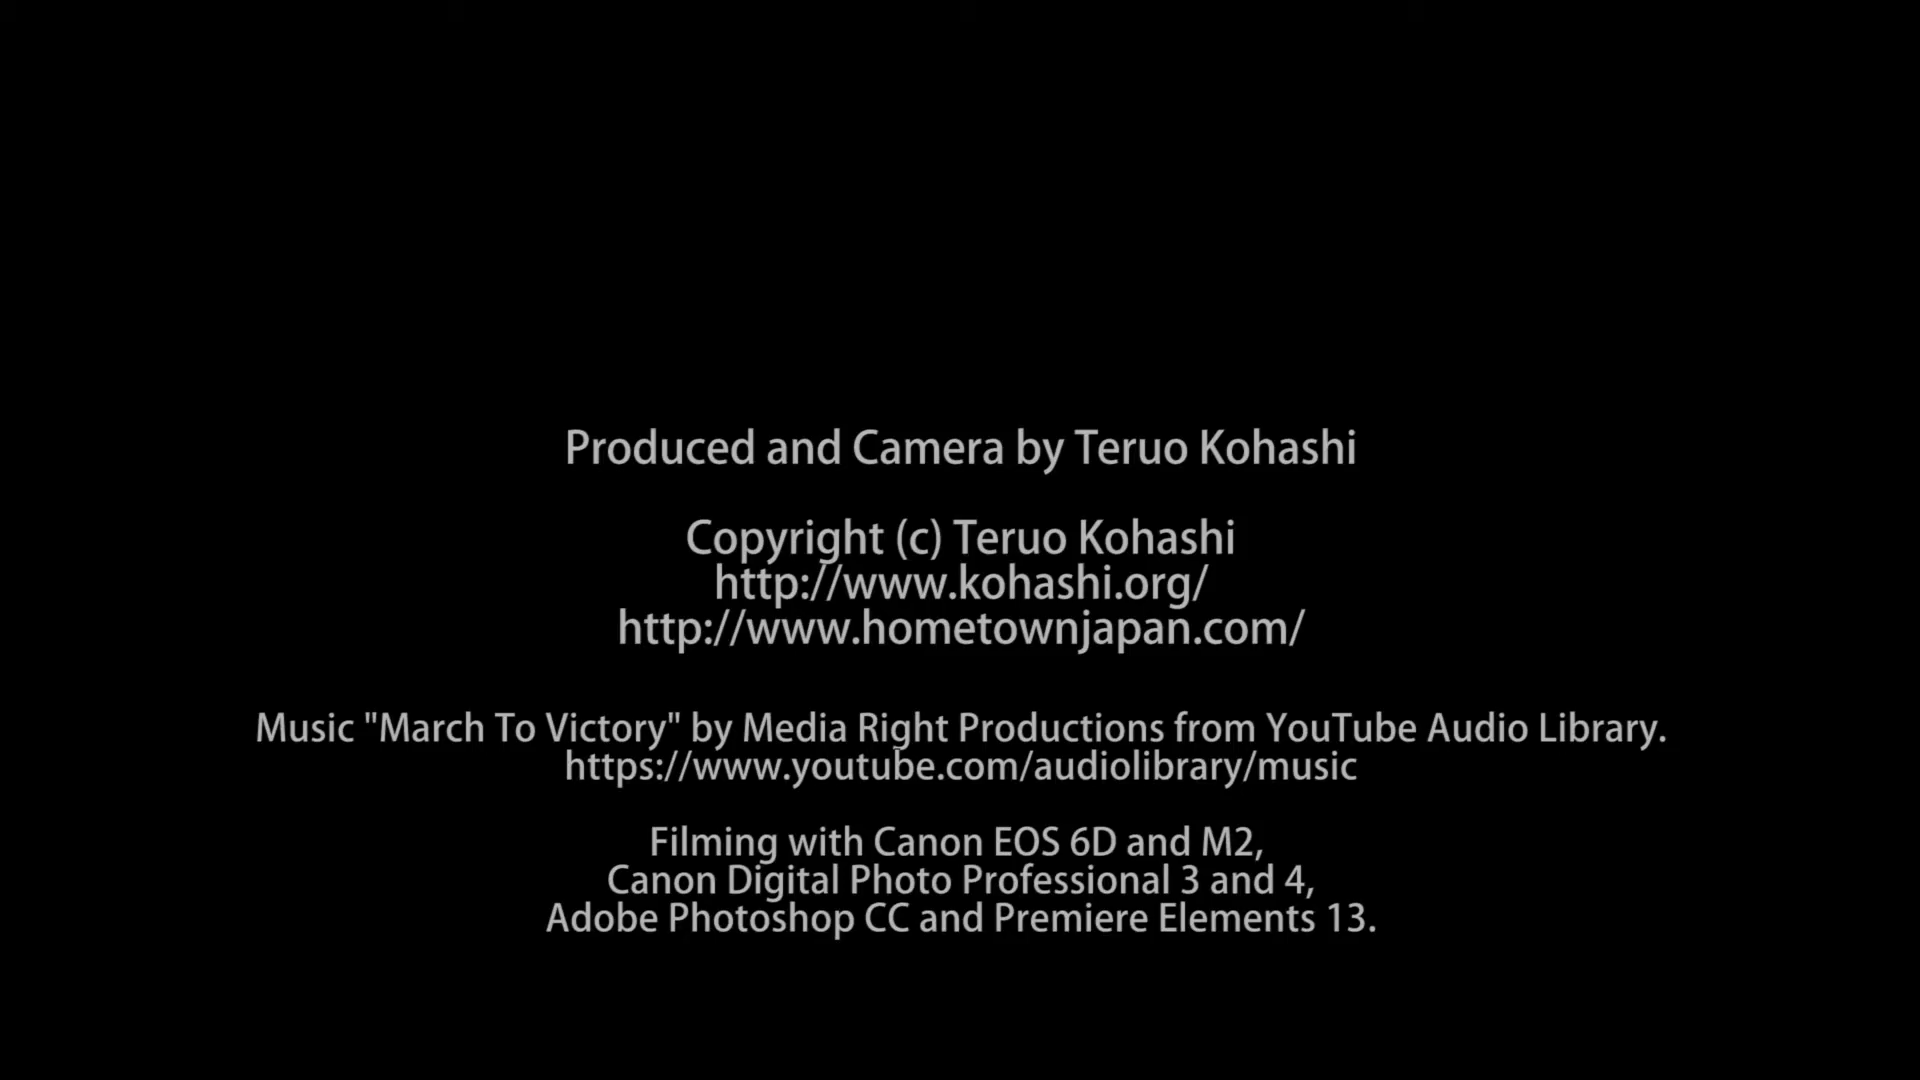 Produced and Camera by Teruo Kohashi
Copyright (c) Teruo Kohashi
http://www.kohashi.org/
http://www.hometownjapan.com/
Music "March To Victory" by Media Right Productions from YouTube Audio Library.
https://www.youtube.com/audiolibrary/music
Filming with Canon EOS 6D and M2,
Canon Digital Photo Professional 3 and 4,
Adobe Photoshop CC and Premiere Elements 13.